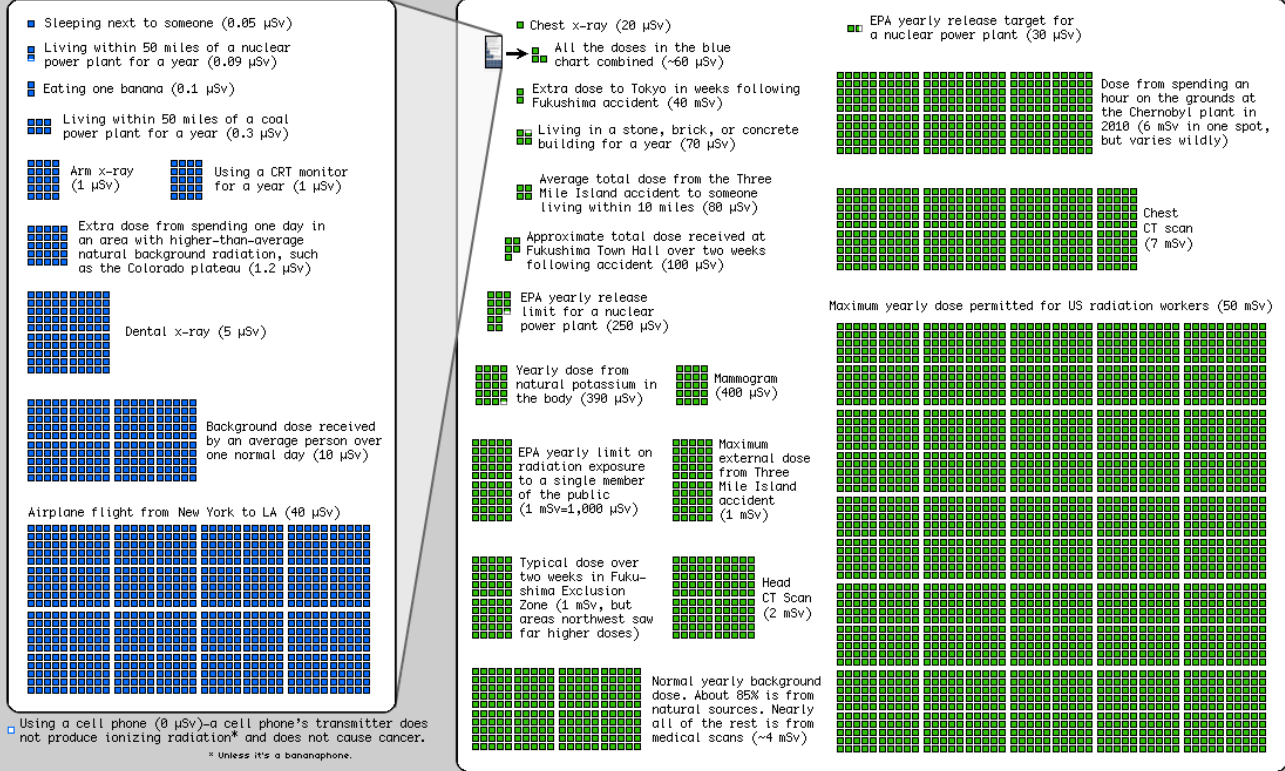 Sleeping next to someone (0.05 µSv)
Living within 50 miles of a nuclear
power plant for a year (0.09 µSv)
Eating one banana (0.1 µSv)
Living within 50 miles of a coal
power plant for a year (0.3 µSv)
Arm x-ray
(1 µSv)
Using a CRT monitor
for a year (1 µSv)
Extra dose from spending one day in
an area with higher-than-average
natural background radiation, such
as the Colorado plateau (1.2 µSv)
Dental x-ray (5 µSv)
Background dose received
by an average person over
one normal day (10 µSv)
Airplane flight from New York to LA (40 µSv)
Using a cell phone (0 µSv)-a cell phone's transmitter does
not produce ionizing radiation* and does not cause cancer.
* Unless it's a bananaphone.
Chest x-ray (20 µSv)
All the doses in the blue
chart combined (~60 µSv)
Extra dose to Tokyo in weeks following
Fukushima accident (40 mSv)
Living in a stone, brick, or concrete
building for a year (70 µSv)
Average total dose from the Three
Mile Island accident to someone
living within 10 miles (80 µSv)
Approximate total dose received at
Fukushima Town Hall over two weeks
following accident (100 µSv)
EPA yearly release
limit for a nuclear
power plant (250 µSv)
Yearly dose from
natural potassium in
the body (390 µSv)
Mammogram
(400 µSv)
EPA yearly limit on
radiation exposure
to a single member
of the public
(1 mSv=1,000 µSv)
Maximum
external dose
from Three
Mile Island
accident
(1 mSv)
Typical dose over
two weeks in Fuku-
shima Exclusion
Zone (1 mSv, but
areas northwest saw
far higher doses)
Head
CT Scan
(2 mSv)
Normal yearly background
dose. About 85% is from
natural sources. Nearly
all of the rest is from
medical scans (~4 mSv)
EPA yearly release target for
a nuclear power plant (30 µSv)
Dose from spending an
hour on the grounds at
the Chernobyl plant in
2010 (6 mSv in one spot,
but varies wildly)
Chest
CT scan
(7 mSv)
Maximum yearly dose permitted for US radiation workers (50 mSv)